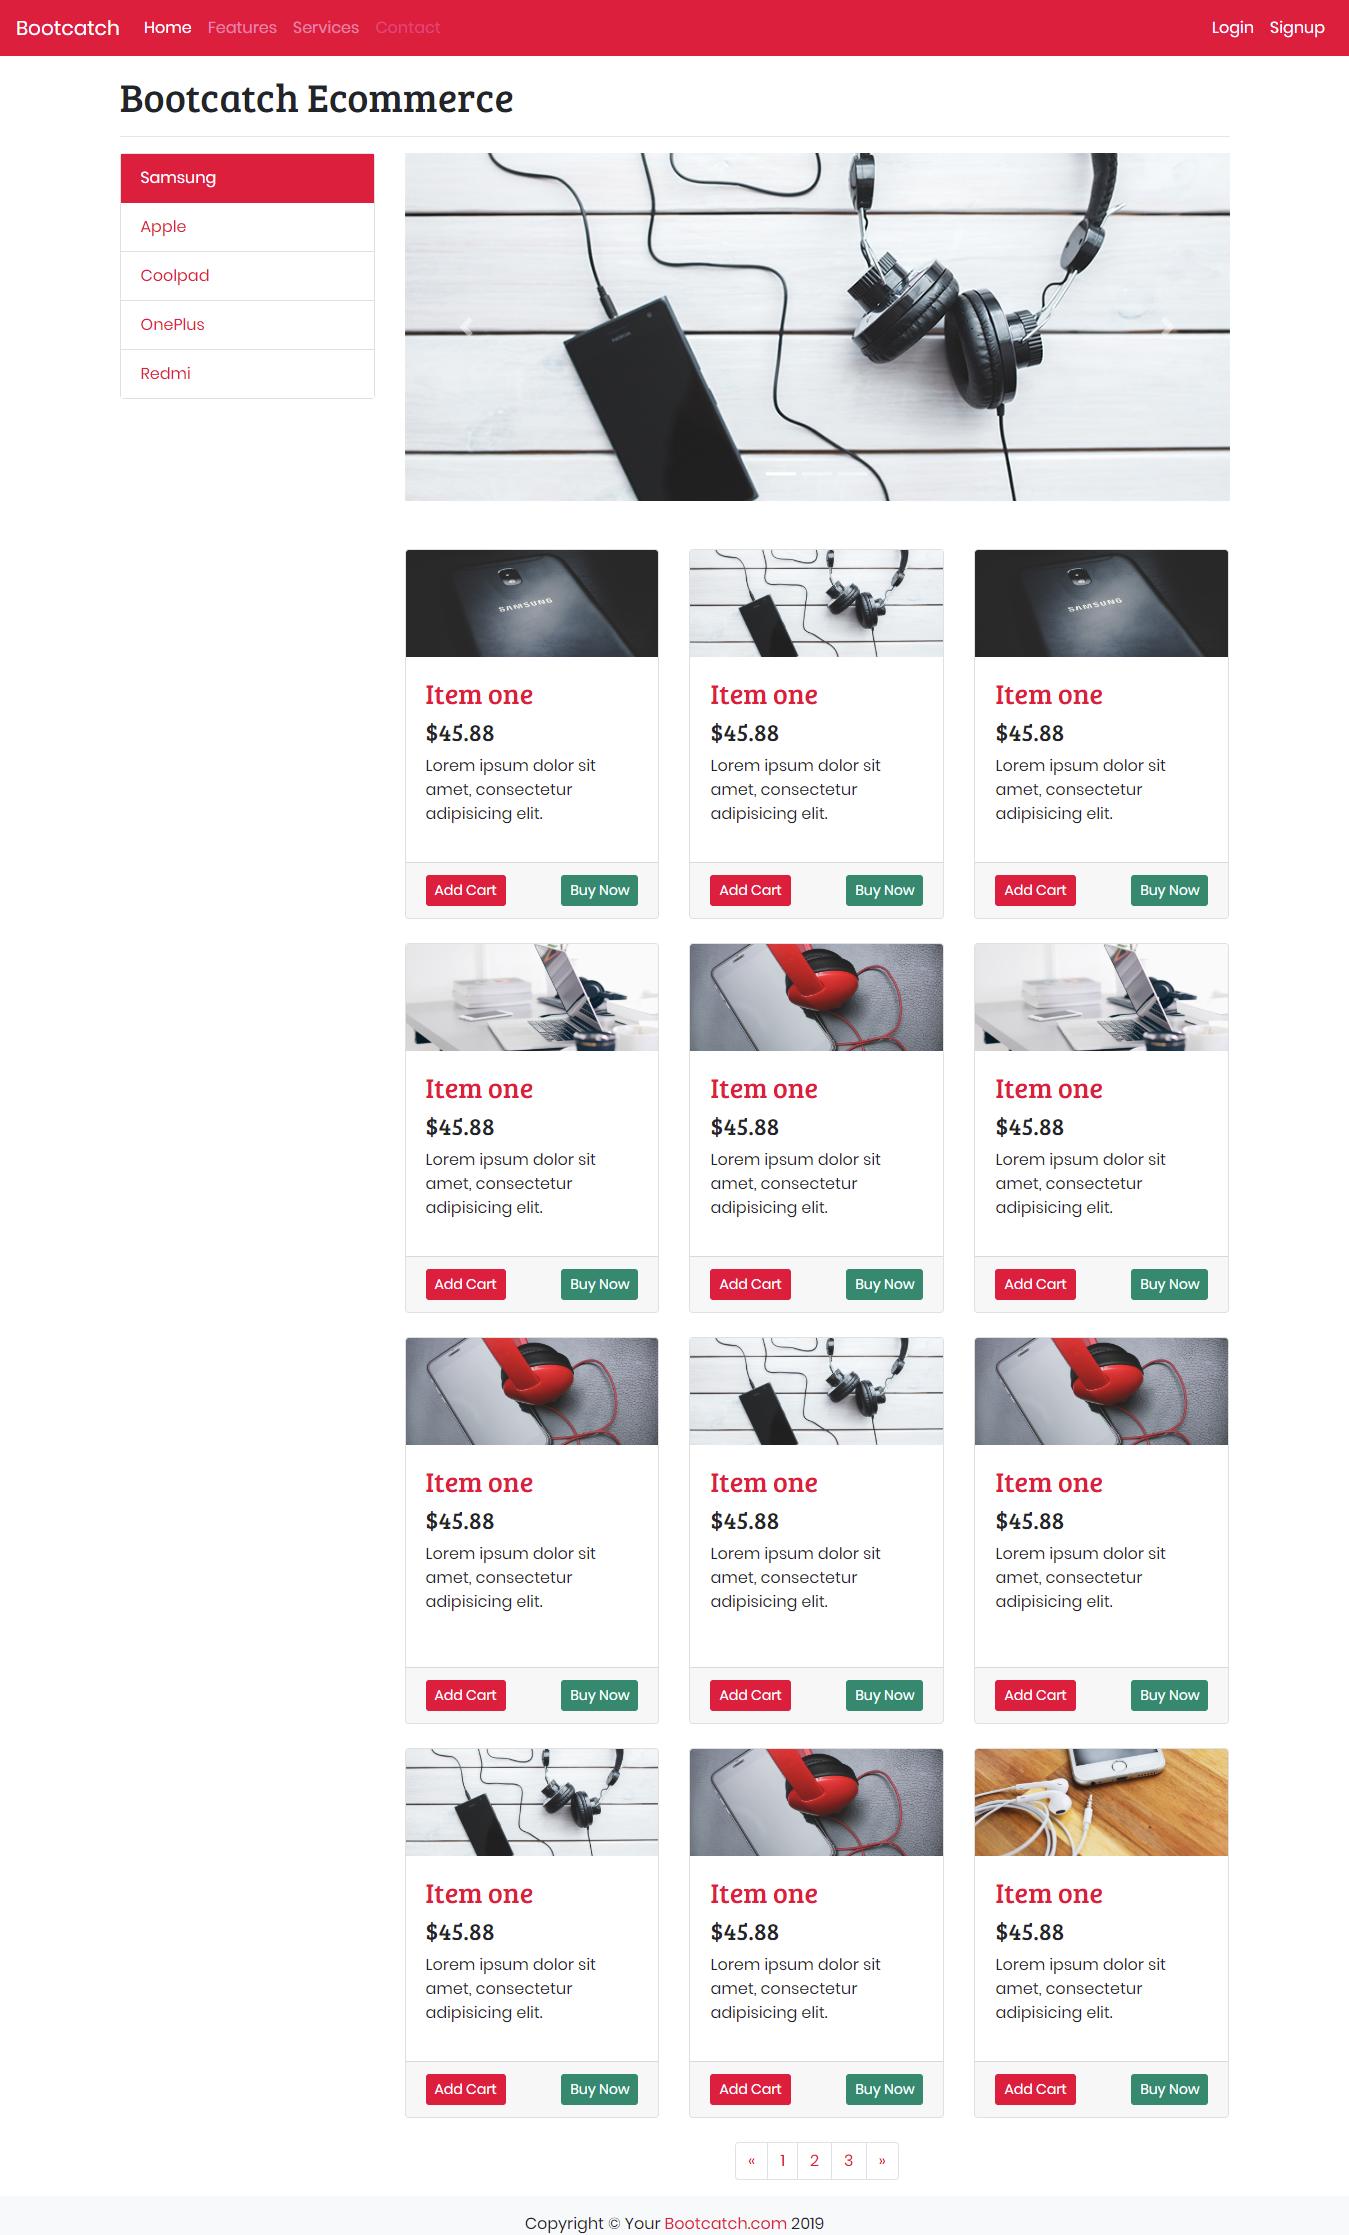 Bootcatch Home Features Services Contact Login Signup
Bootcatch Ecommerce
Samsung
Apple
Coolpad
OnePlus
Redmi
NOKIA
SAMSUNG SAMSUNG
Item one Item one Item one
$45.88 $45.88 $45.88
Lorem ipsum dolor sit Lorem ipsum dolor sit Lorem ipsum dolor sit
amet, consectetur amet, consectetur amet, consectetur
adipisicing elit. adipisicing elit. adipisicing elit.
Add Cart Buy Now Add Cart Buy Now Add Cart Buy Now
Item one Item one Item one
$45.88 $45.88 $45.88
Lorem ipsum dolor sit Lorem ipsum dolor sit Lorem ipsum dolor sit
amet, consectetur amet, consectetur amet, consectetur
adipisicing elit. adipisicing elit. adipisicing elit.
Add Cart Buy Now Add Cart Buy Now Add Cart Buy Now
Item one Item one Item one
$45.88 $45.88 $45.88
Lorem ipsum dolor sit Lorem ipsum dolor sit Lorem ipsum dolor sit
amet, consectetur amet, consectetur amet, consectetur
adipisicing elit. adipisicing elit. adipisicing elit.
Add Cart Buy Now Add Cart Buy Now Add Cart Buy Now
Item one Item one Item one
$45.88 $45.88 $45.88
Lorem ipsum dolor sit Lorem ipsum dolor sit Lorem ipsum dolor sit
amet, consectetur amet, consectetur amet, consectetur
adipisicing elit. adipisicing elit. adipisicing elit.
Add Cart Buy Now Add Cart Buy Now Add Cart Buy Now
« 1 2 3 »
Copyright © Your Bootcatch.com 2019